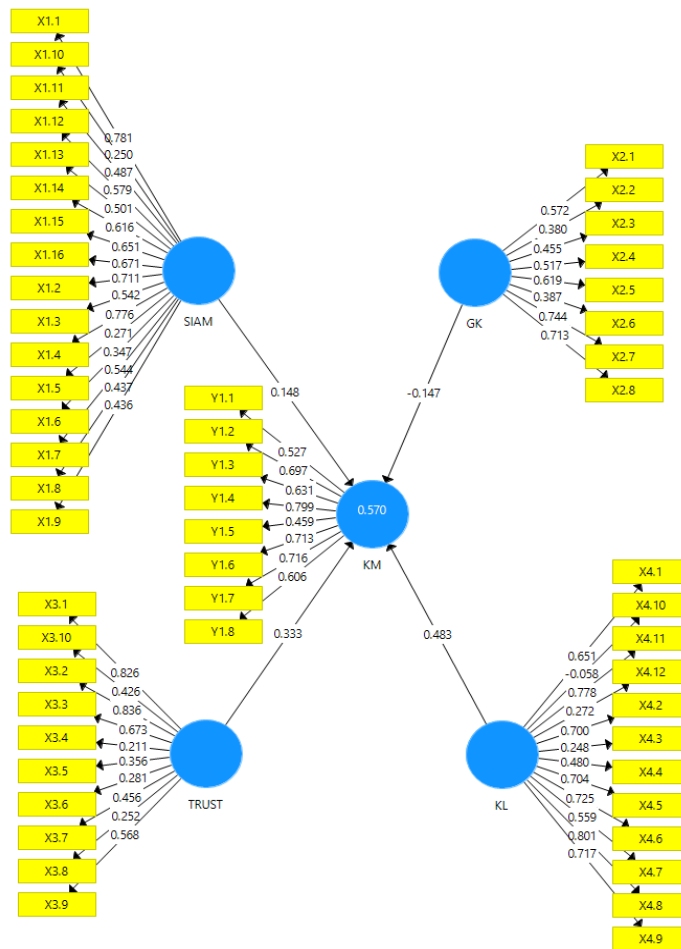 X1.1
X1.10
X1.11
X1.12
X1.13
X1.14
X1.15
X1.16
X1.2
X1.3
X1.4
X1.5
X1.6
X1.7
X1.8
X1.9
0.781
0.250
0.487
0.579
0.501
0.616
0.651
0.671
0.711
0.542
0.776
0.271
0.347
0.544
0.437
0.436
SIAM
0.148
X2.1
X2.2
X2.3
X2.4
X2.5
X2.6
X2.7
X2.8
0.572
0.380
0.455
0.517
0.619
0.387
0.744
0.713
GK
-0.147
Y1.1
Y1.2
Y1.3
Y1.4
Y1.5
Y1.6
Y1.7
Y1.8
0.527
0.697
0.631
0.799
0.459
0.713
0.716
0.606
0.570
KM
X3.1
X3.10
X3.2
X3.3
X3.4
X3.5
X3.6
X3.7
X3.8
X3.9
0.826
0.426
0.836
0.673
0.211
0.356
0.281
0.456
0.252
0.568
TRUST
0.333
X4.1
X4.10
X4.11
X4.12
X4.2
X4.3
X4.4
X4.5
X4.6
X4.7
X4.8
X4.9
0.651
-0.058
0.778
0.272
0.700
0.248
0.480
0.704
0.725
0.559
0.801
0.717
KL
0.483